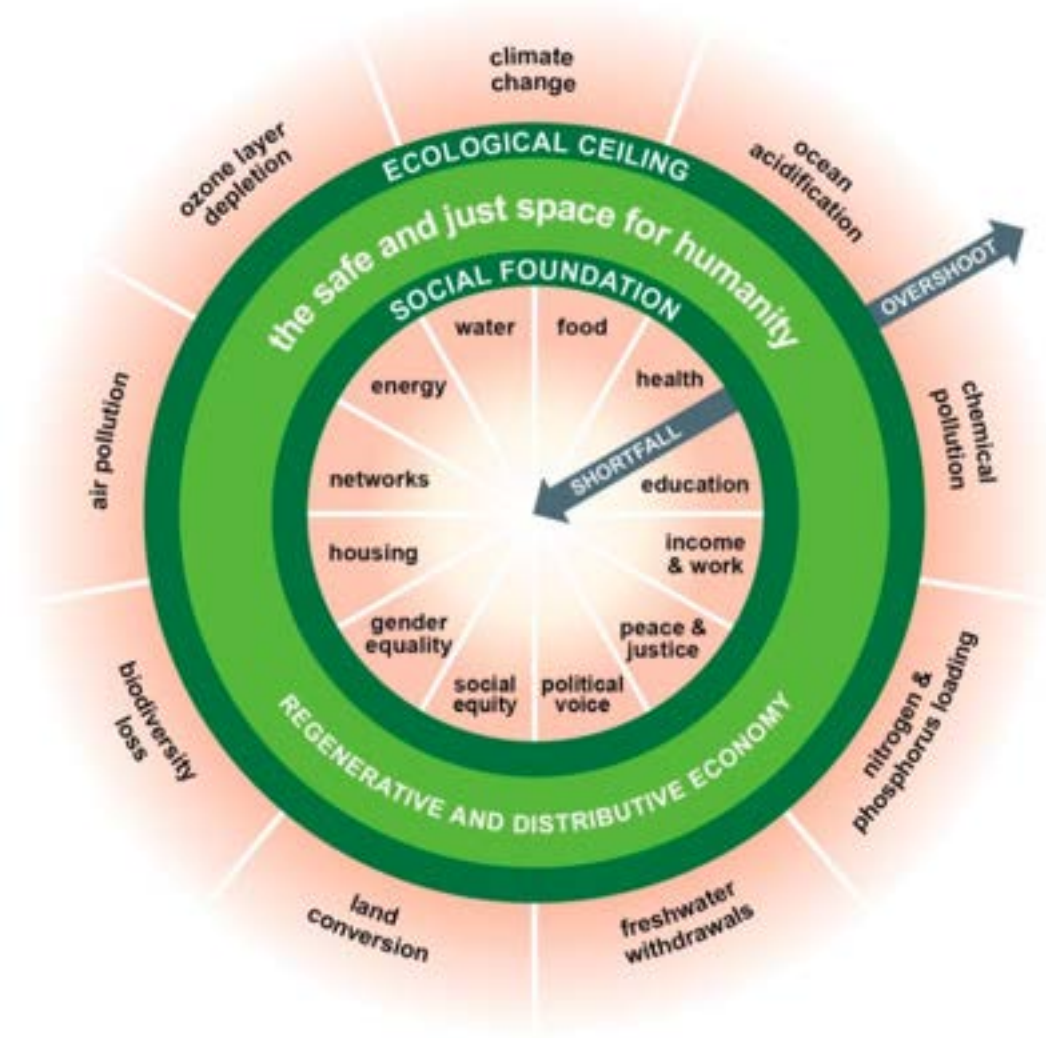 climate
change
ozone layer
depletion
ocean
acidification
ECOLOGICAL CEILING
the safe and just space for humanity
OVERSHOOT
SOCIAL FOUNDATION
water
food
energy
health
air pollution
chemical
pollution
SHORTFALL
networks
education
housing
income
& work
gender
equality
peace &
justice
social
equity
political
voice
biodiversity
loss
nitrogen &
phosphorus loading
REGENERATIVE AND DISTRIBUTIVE ECONOMY
land
conversion
freshwater
withdrawals